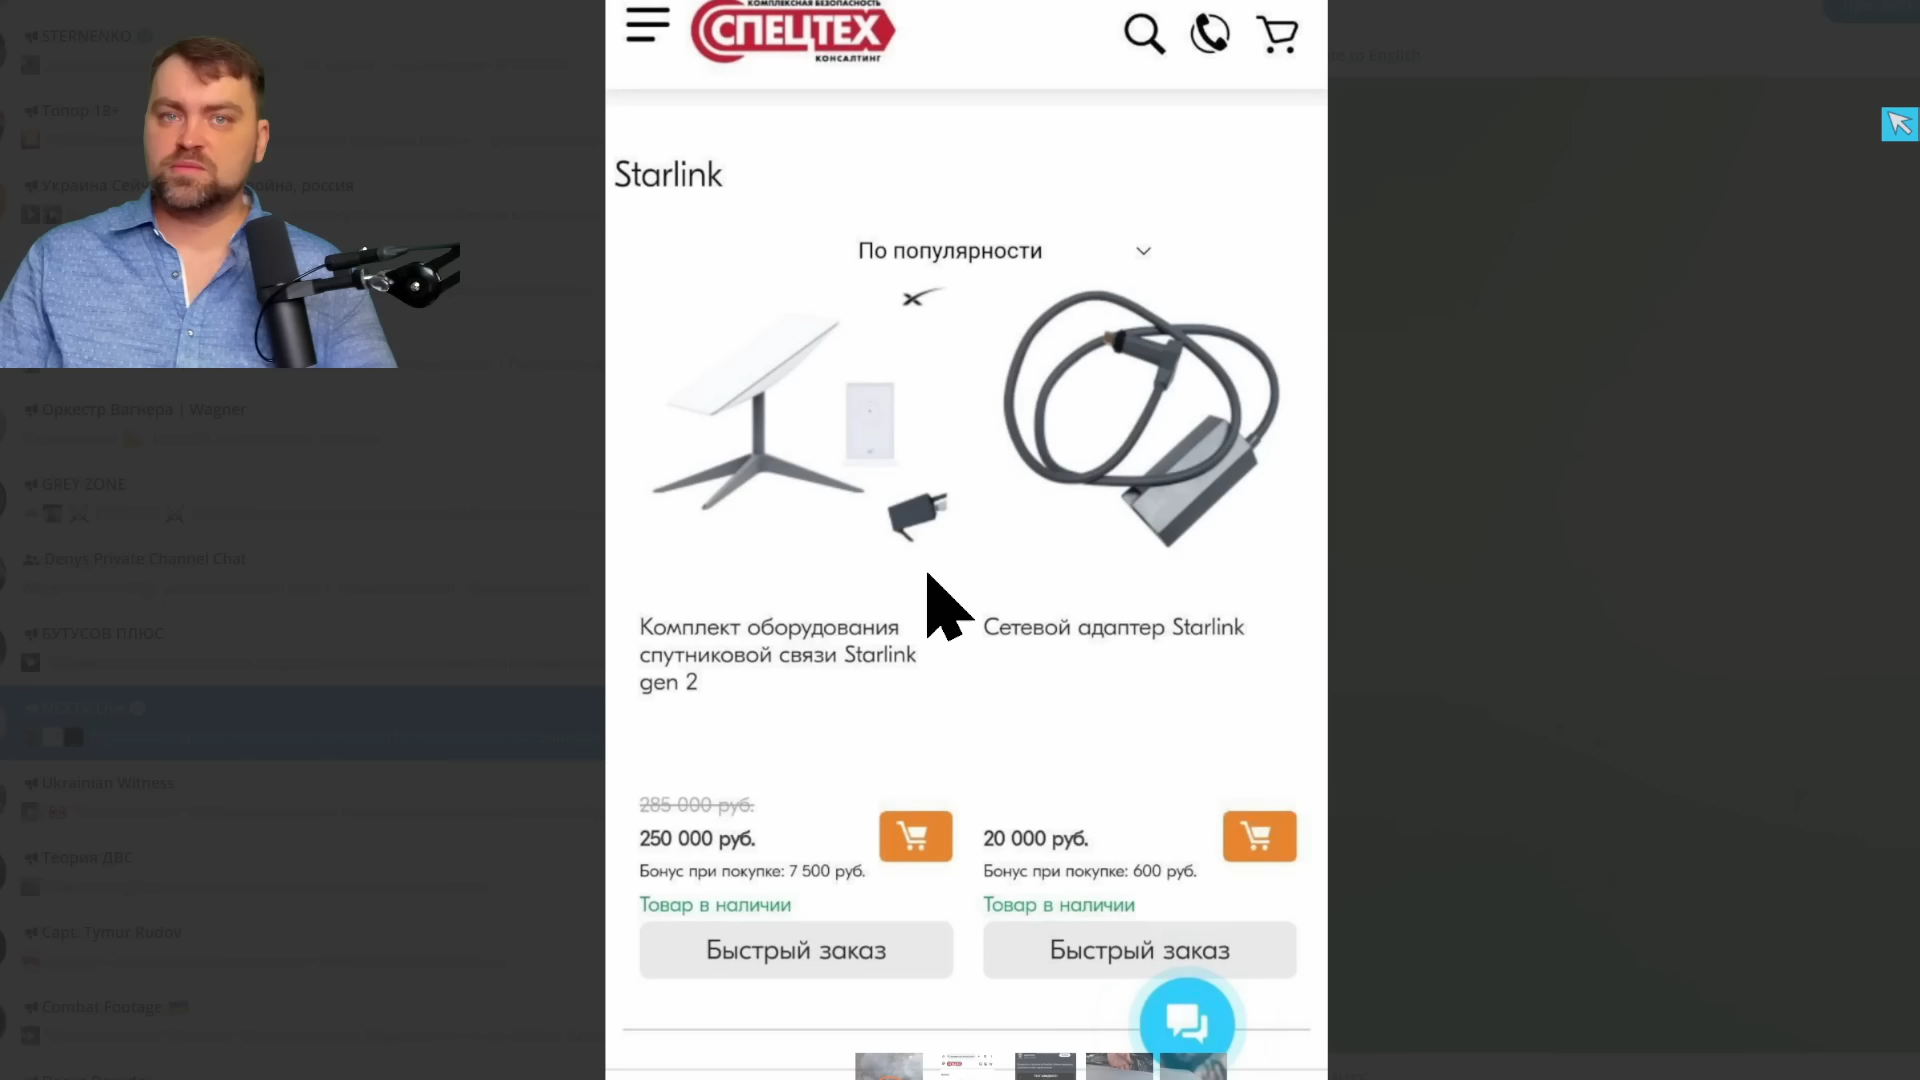 КОМПЛЕКСНАЯ БЕЗОПАСНОСТЬ
СПЕЦТЕХ
КОНСАЛТИНГ
Starlink
По популярности
Комплект оборудования
спутниковой связи Starlink
gen 2
285 000 руб.
250 000 руб.
Бонус при покупке: 7 500 руб.
Товар в наличии
Быстрый заказ
Сетевой адаптер Starlink
20 000 руб.
Бонус при покупке: 600 руб.
Товар в наличии
Быстрый заказ
STERNENKO
Топор 18+
Украина Сей
война, россия
Оркестр Вагнера | Wagner
GREY ZONE
Denys Private Channel Chat
БУТУСОВ ПЛЮС
Ukrainian Witness
Теория ДВС
Capt. Tymur Rudov
Combat Footage
to English